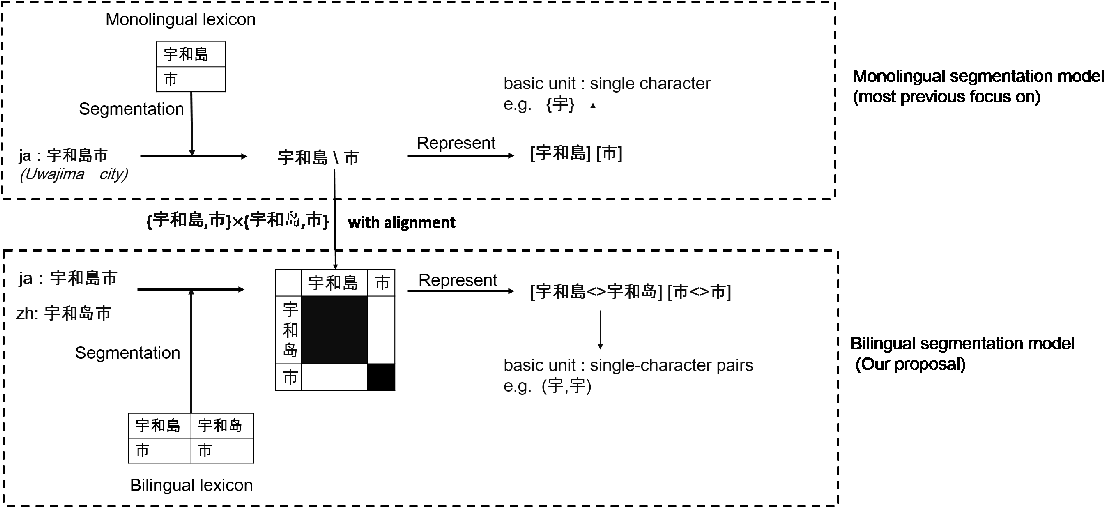 Monolingual lexicon
宇和島
市
Segmentation
basic unit : single character
e.g. {宇}
Monolingual segmentation model
(most previous focus on)
ja : 宇和島市
(Uwajima city)
宇和島 \ 市
Represent
[宇和島] [市]
{宇和島,市}×{宇和岛,市}
with alignment
ja : 宇和島市
zh: 宇和岛市
Segmentation
宇和島 市
宇和岛
市
Represent
[宇和島<>宇和岛] [市<>市]
basic unit : single-character pairs
e.g. (宇,宇)
Bilingual segmentation model
(Our proposal)
宇和島 宇和岛
市 市
Bilingual lexicon